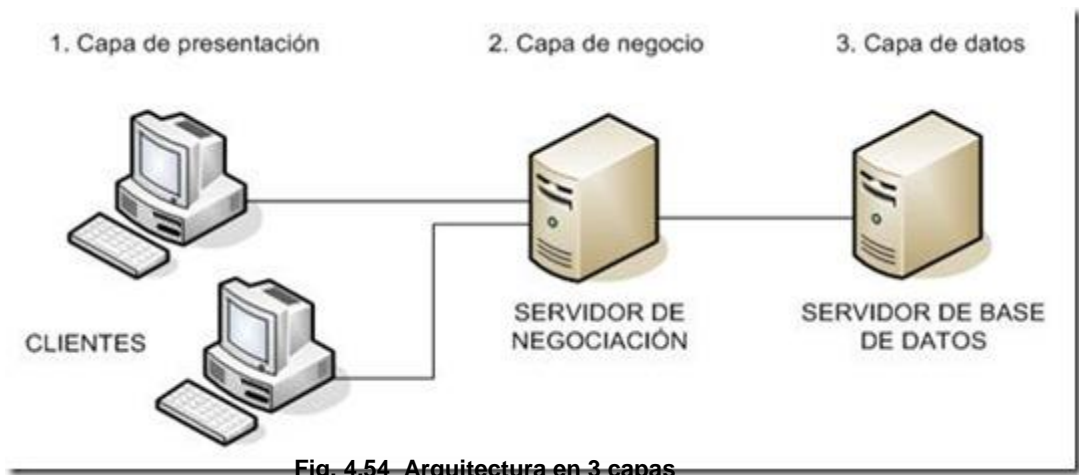 1. Capa de presentación
2. Capa de negocio
3. Capa de datos
CLIENTES
SERVIDOR DE
NEGOCIACIÓN
SERVIDOR DE BASE
DE DATOS
Fig. 4.54 Arquitectura en 3 capas